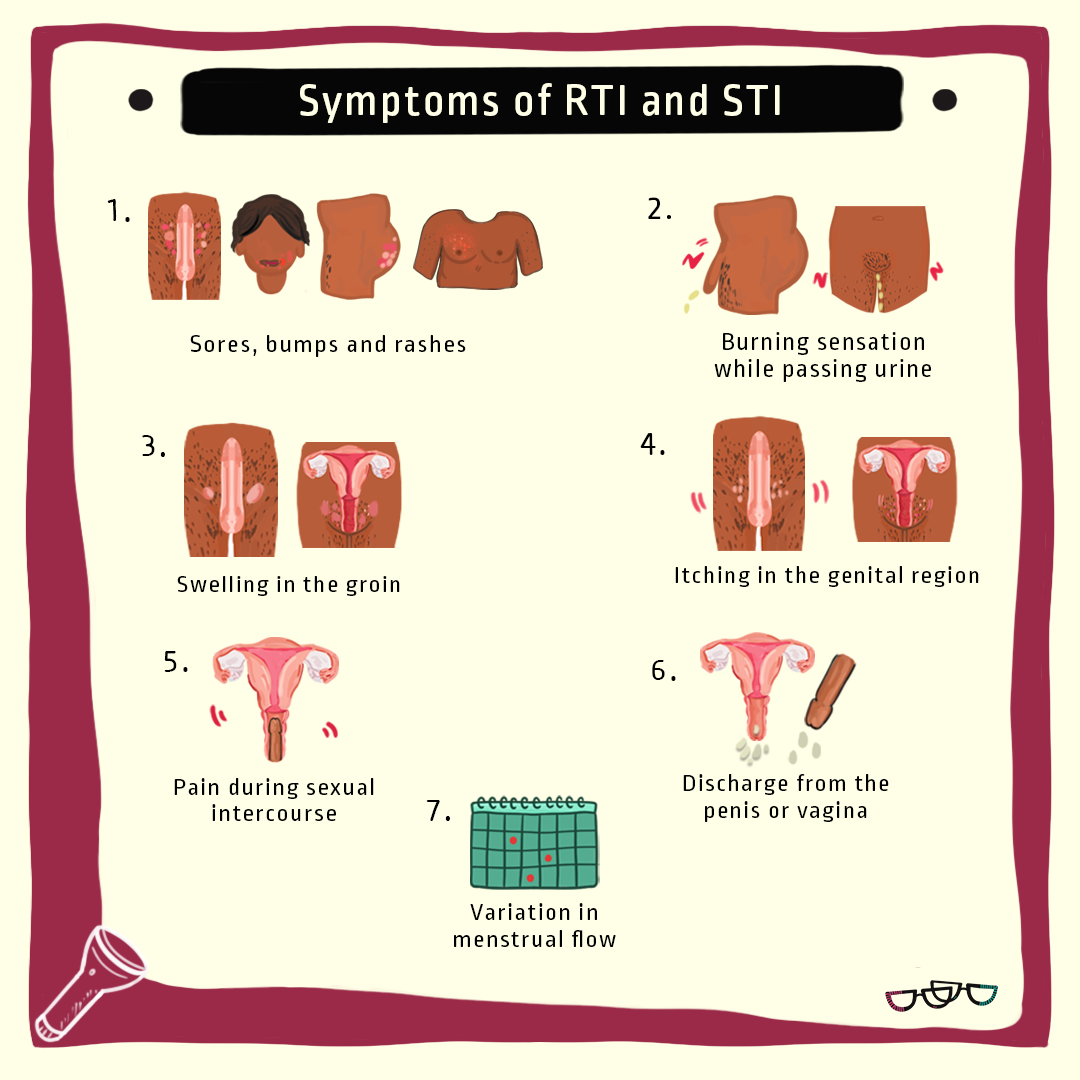 Symptoms of RTI and STI
1.
Sores, bumps and rashes
2.
Burning sensation
while passing urine
3.
Swelling in the groin
4.
Itching in the genital region
5.
Pain during sexual
intercourse
6.
Discharge from the
penis or vagina
7.
Variation in
menstrual flow